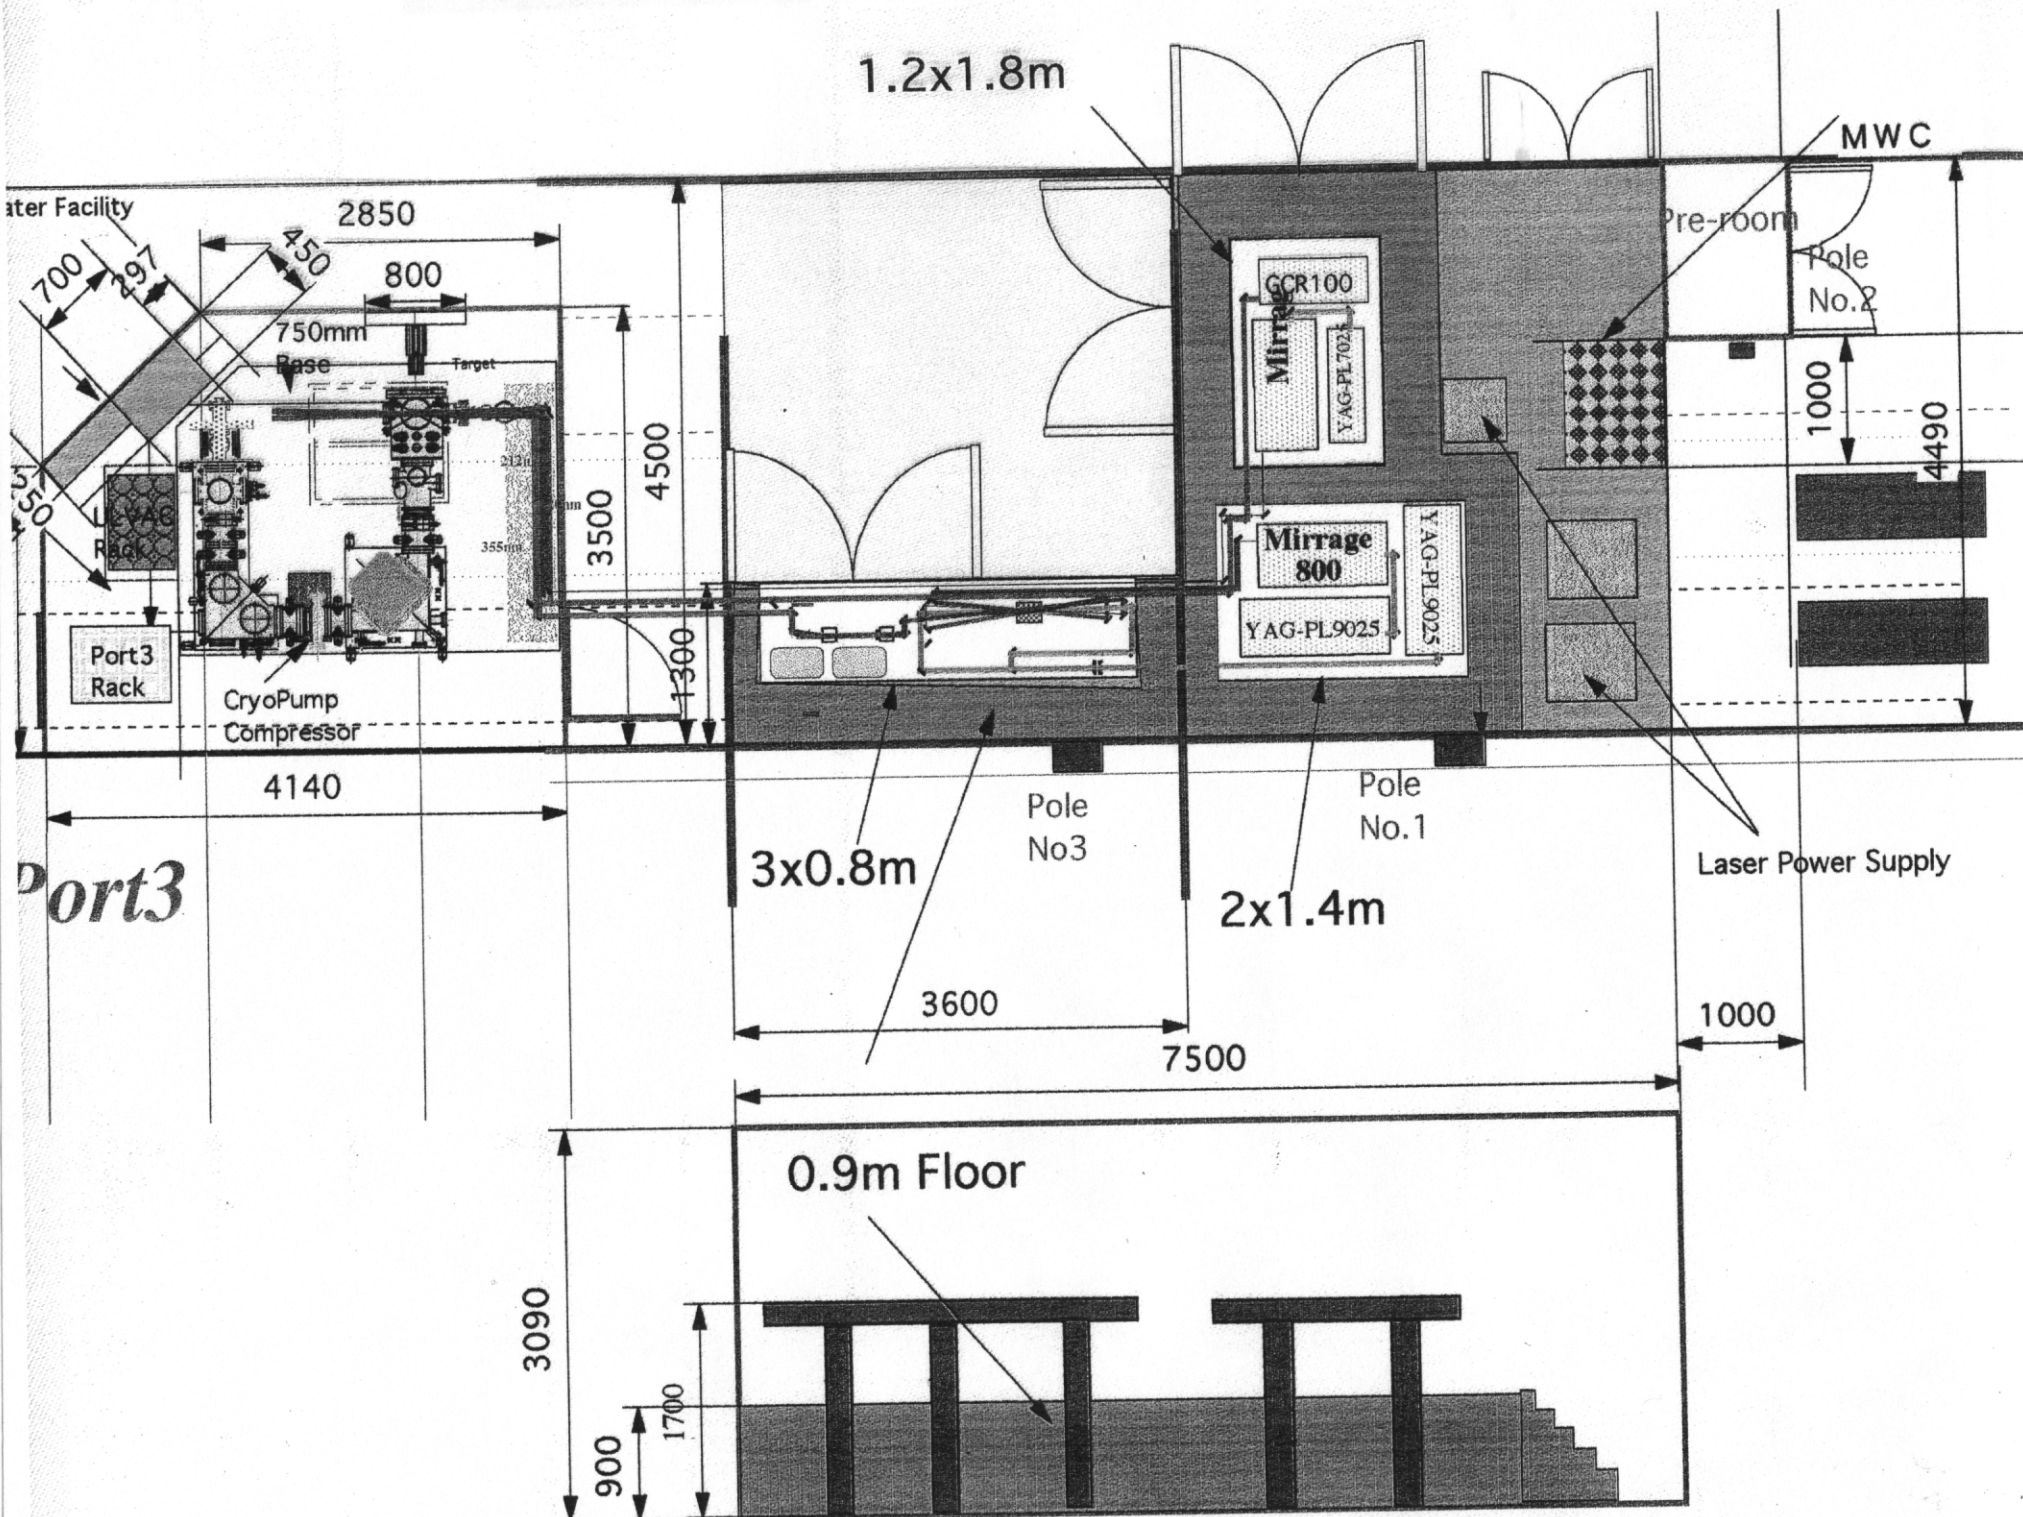 1.2x1.8m
MWC
ater Facility
2850
450
700
297
800
750mm
Base
Target
GCR100
Mirrage
YAG-PL7025
Pre-room
Pole
No.2
1000
4490
4500
3500
355nm
ULVAC
Rack
Mirrage
800
YAG-PL9025
YAG-PL9025
1300
Port3
Rack
CryoPump
Compressor
4140
Port3
Pole
No3
Pole
No.1
3x0.8m
2x1.4m
Laser Power Supply
3600
1000
7500
0.9m Floor
3090
1700
900